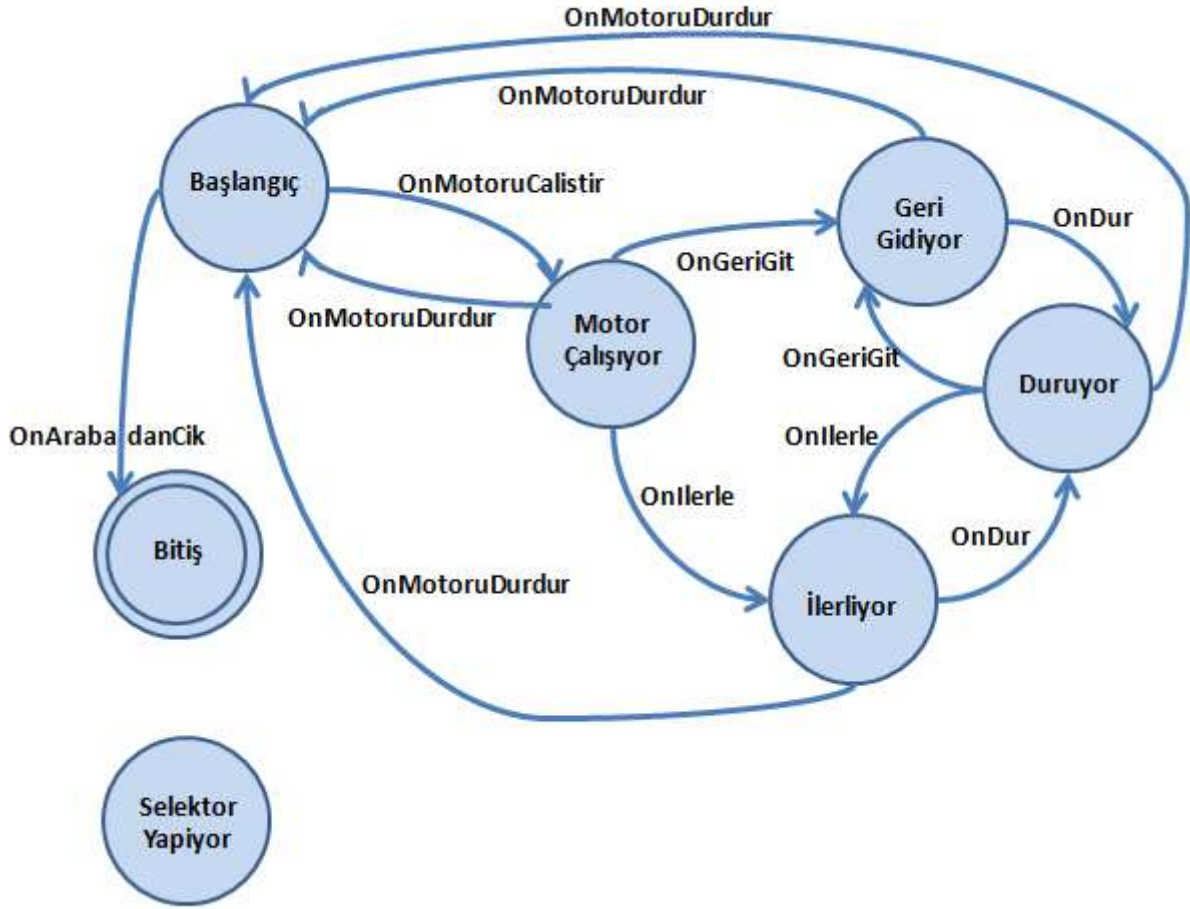 OnMotoruDurdur
OnMotoruDurdur
Başlangıç
OnMotoruCalistir
Geri
Gidiyor
OnDur
OnGeriGit
OnMotoruDurdur
Motor
Çalışıyor
OnGeriGit
Duruyor
OnArabadanCik
OnIlerle
OnIlerle
OnDur
Bitiş
OnMotoruDurdur
İlerliyor
Selektor
Yapiyor